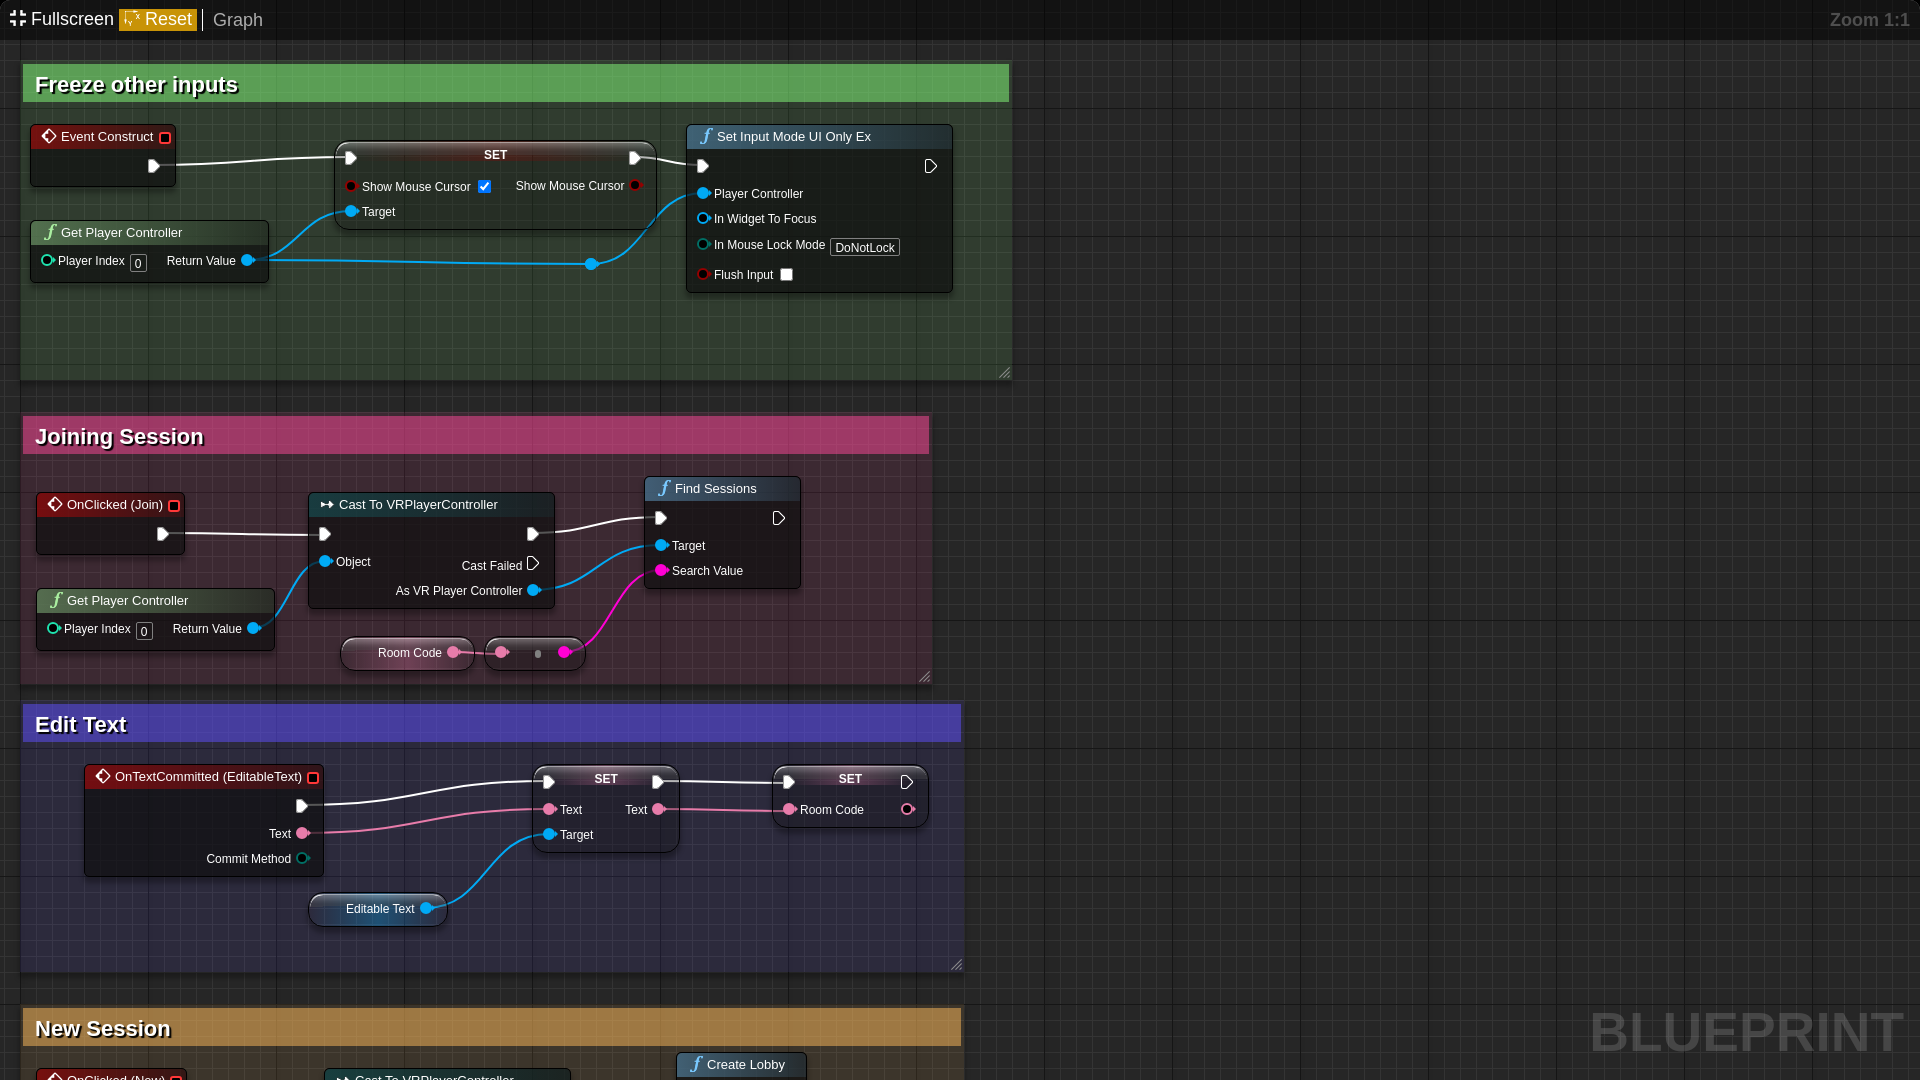 Fullscreen Reset Graph Zoom 1:1
Freeze other inputs
Event Construct
SET
Show Mouse Cursor Show Mouse Cursor
Target
Get Player Controller
Player Index 0 Return Value
Set Input Mode UI Only Ex
Player Controller
In Widget To Focus
In Mouse Lock Mode DoNotLock
Flush Input
Joining Session
OnClicked (Join)
Get Player Controller
Player Index 0 Return Value
Cast To VRPlayerController
Object
Cast Failed
As VR Player Controller
Room Code
Find Sessions
Target
Search Value
Edit Text
OnTextCommitted (EditableText)
Text
Commit Method
Editable Text
SET
Text Text
Target
SET
Room Code
New Session
OnClicked (New)
Cast To VRPlayerController
Create Lobby
BLUEPRINT